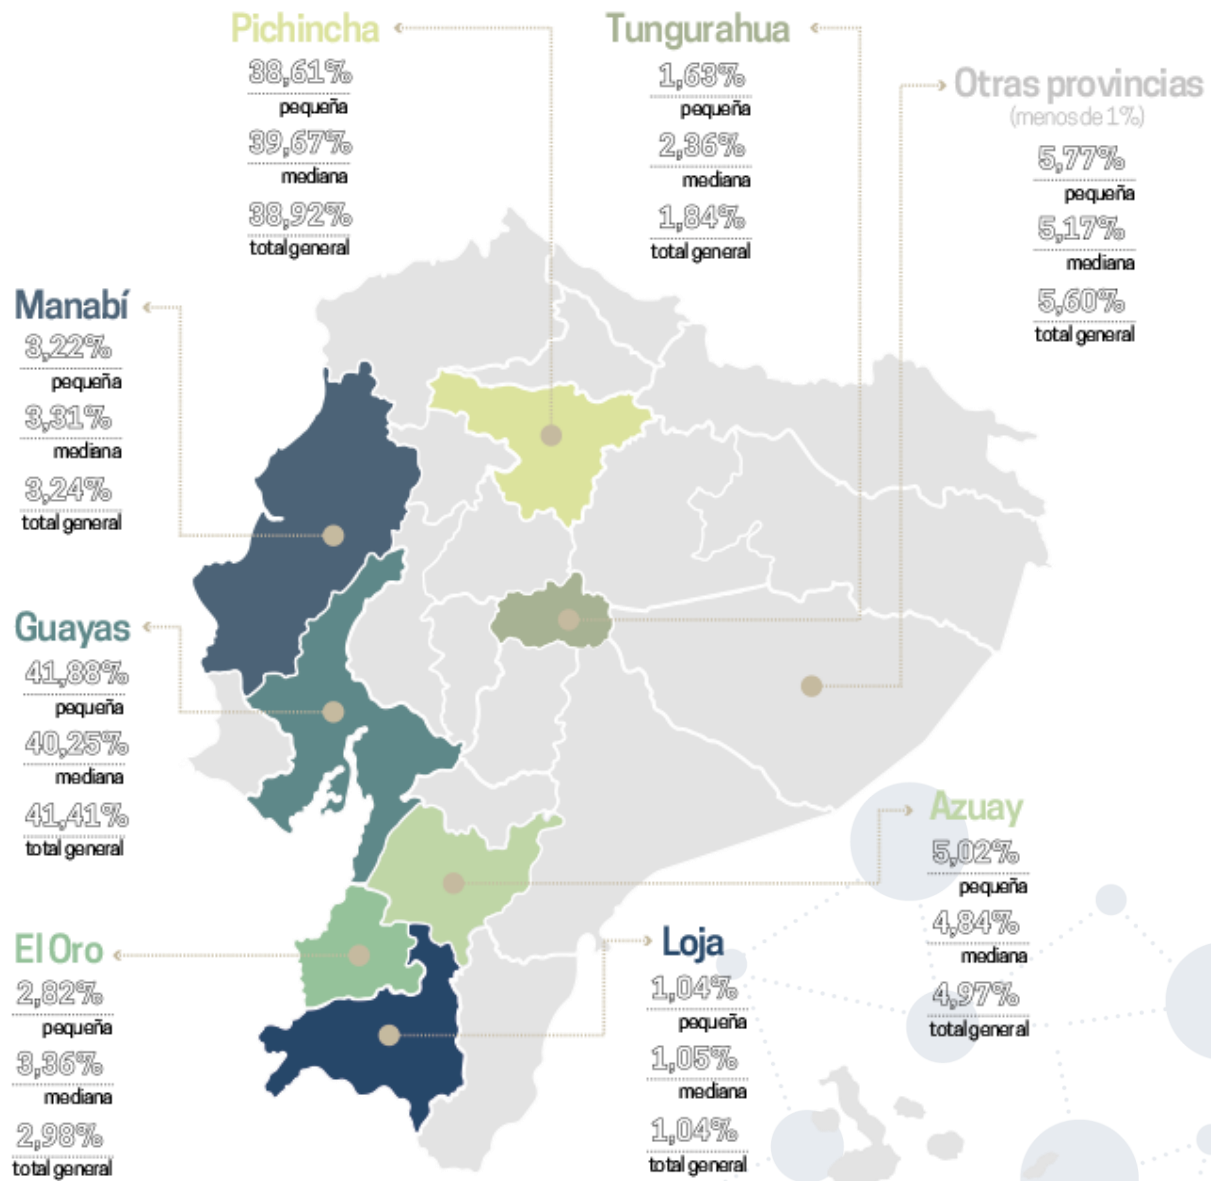 Pichincha
38,61%
pequeña
39,67%
mediana
38,92%
total general
Tungurahua
1,63%
pequeña
2,36%
mediana
1,84%
total general
Otras provincias
(menos de 1%)
5,77%
pequeña
5,17%
mediana
5,60%
total general
Manabí
3,22%
pequeña
3,31%
mediana
3,24%
total general
Guayas
41,88%
pequeña
40,25%
mediana
41,41%
total general
Azuay
5,02%
pequeña
4,84%
mediana
4,97%
total general
El Oro
2,82%
pequeña
3,36%
mediana
2,98%
total general
Loja
1,04%
pequeña
1,05%
mediana
1,04%
total general